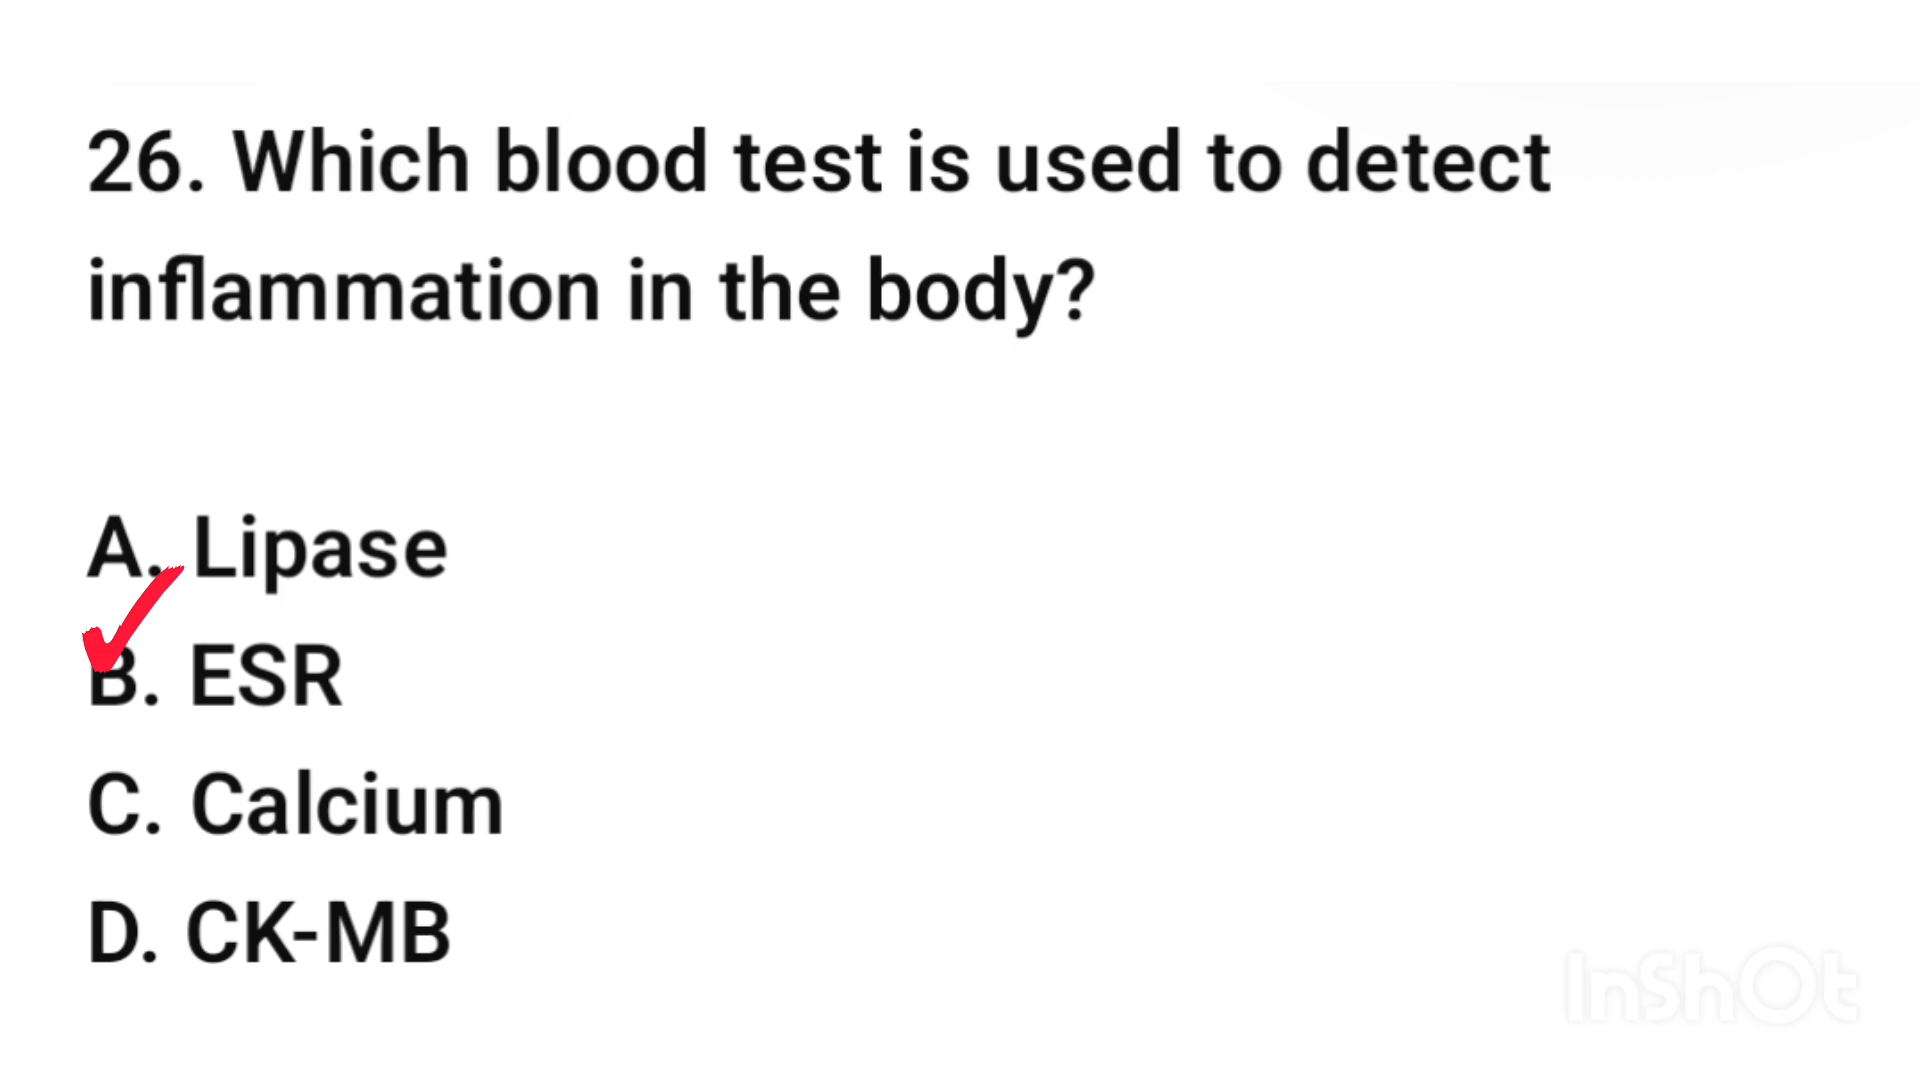 26. Which blood test is used to detect
inflammation in the body?
A. Lipase
B. ESR
C. Calcium
D. CK-MB
InShOt